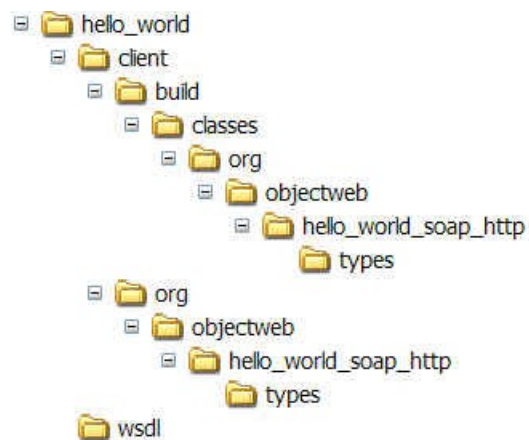 hello_world
client
build
classes
org
objectweb
hello_world_soap_http
types
org
objectweb
hello_world_soap_http
types
wsdl